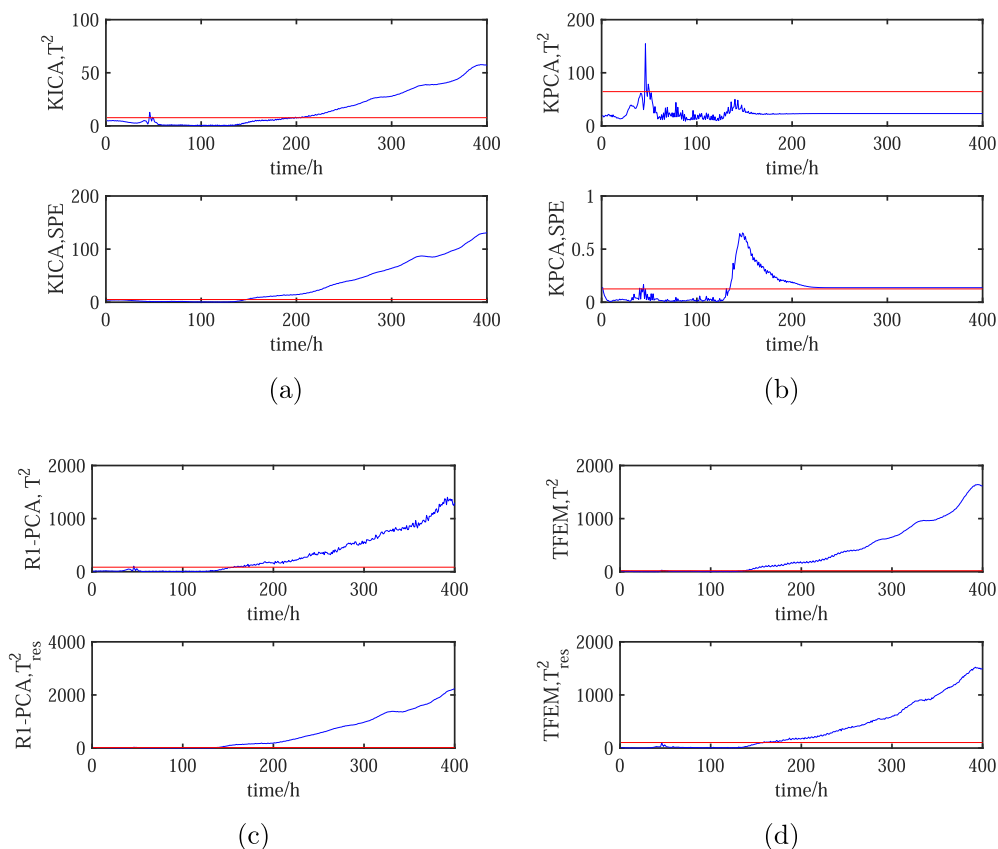 100
50
0
KICA,T²
0 100 200 300 400
time/h
200
100
0
KICA,SPE
0 100 200 300 400
time/h
(a)
200
100
0
KPCA,T²
0 100 200 300 400
time/h
1
0.5
0
KPCA,SPE
0 100 200 300 400
time/h
(b)
2000
1000
0
R1-PCA, T²
0 100 200 300 400
time/h
4000
2000
0
R1-PCA,T²res
0 100 200 300 400
time/h
(c)
2000
1000
0
TFEM,T²
0 100 200 300 400
time/h
2000
1000
0
TFEM,T²res
0 100 200 300 400
time/h
(d)